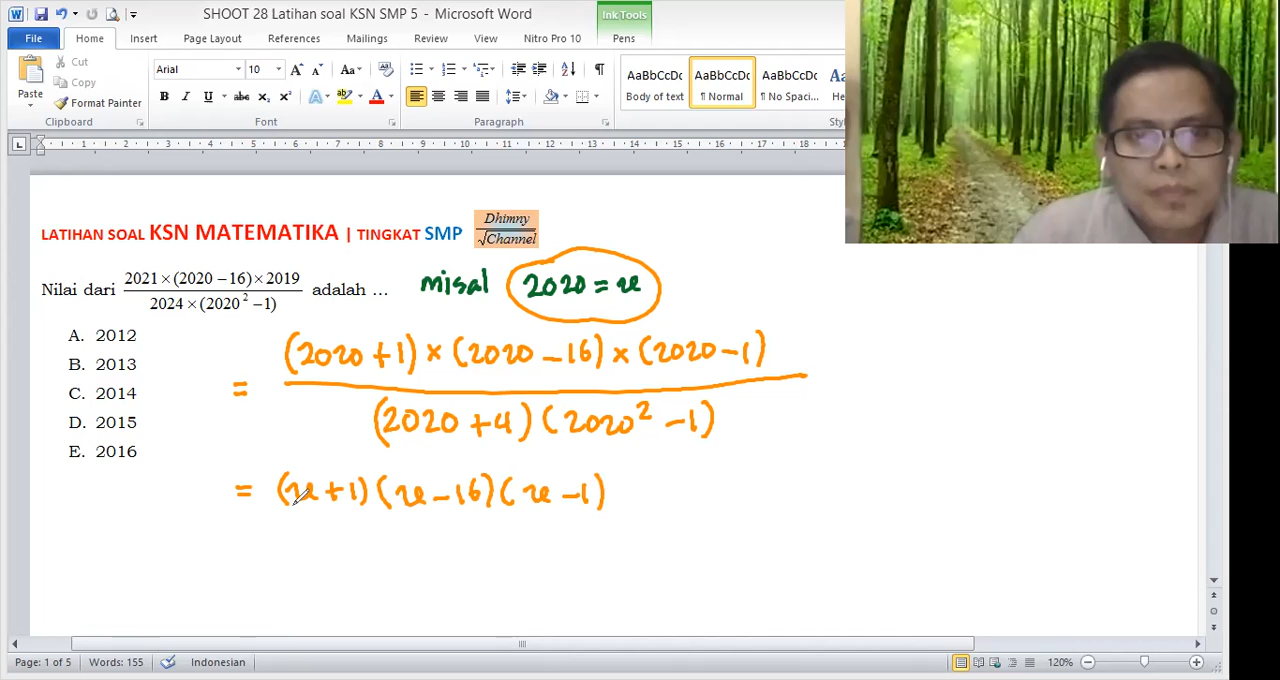 SHOOT 28 Latihan soal KSN SMP 5 - Microsoft Word
Ink Tools
File Home Insert Page Layout References Mailings Review View Nitro Pro 10 Pens
Cut
Copy
Format Painter
Paste
Clipboard
Arial 10
Font
Paragraph
AaBbCcDc Body of text
AaBbCcDc ¶ Normal
AaBbCcDc ¶ No Spaci...
LATIHAN SOAL KSN MATEMATIKA | TINGKAT SMP
Dhimny
√Channel
Nilai dari (2021 × (2020 − 16) × 2019) / (2024 × (2020² − 1)) adalah ...
misal 2020 = x
A. 2012
B. 2013
C. 2014
D. 2015
E. 2016
= ((2020 + 1) × (2020 − 16) × (2020 − 1)) / ((2020 + 4) (2020² − 1))
= (x + 1) (x − 16) (x − 1)
Page: 1 of 5 Words: 155 Indonesian 120%